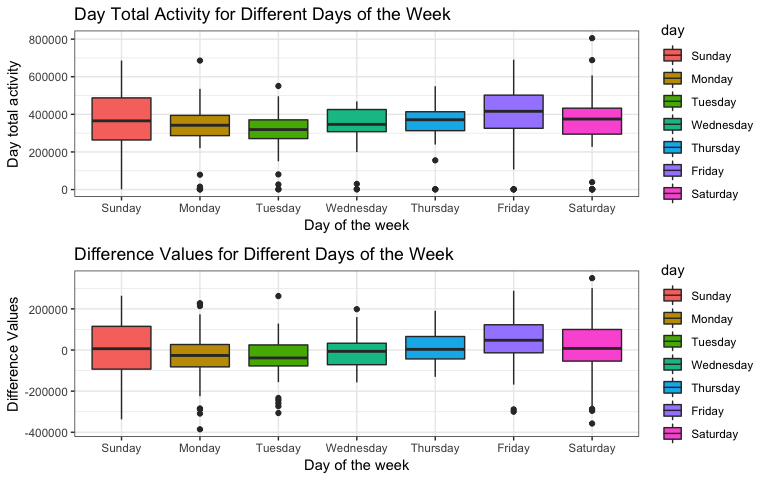 Day Total Activity for Different Days of the Week
day
800000
600000
400000
200000
0
Day total activity
Sunday
Monday
Tuesday
Wednesday
Thursday
Friday
Saturday
Sunday Monday Tuesday Wednesday Thursday Friday Saturday
Day of the week
Difference Values for Different Days of the Week
day
200000
0
-200000
-400000
Difference Values
Sunday
Monday
Tuesday
Wednesday
Thursday
Friday
Saturday
Sunday Monday Tuesday Wednesday Thursday Friday Saturday
Day of the week